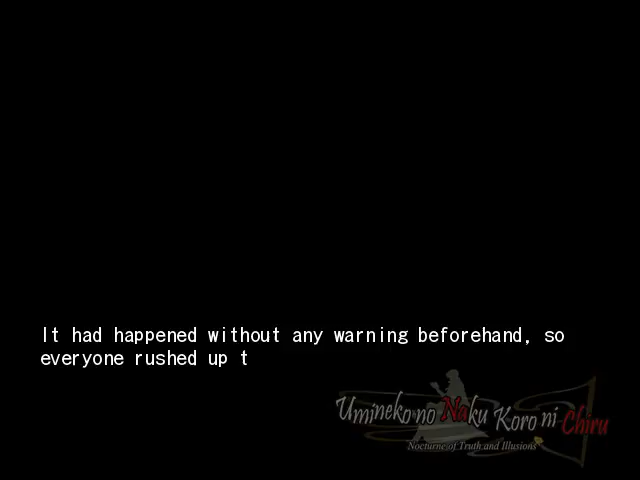 It had happened without any warning beforehand, so
everyone rushed up t
Umineko no Naku Koro ni Chiru
Nocturne of Truth and Illusions